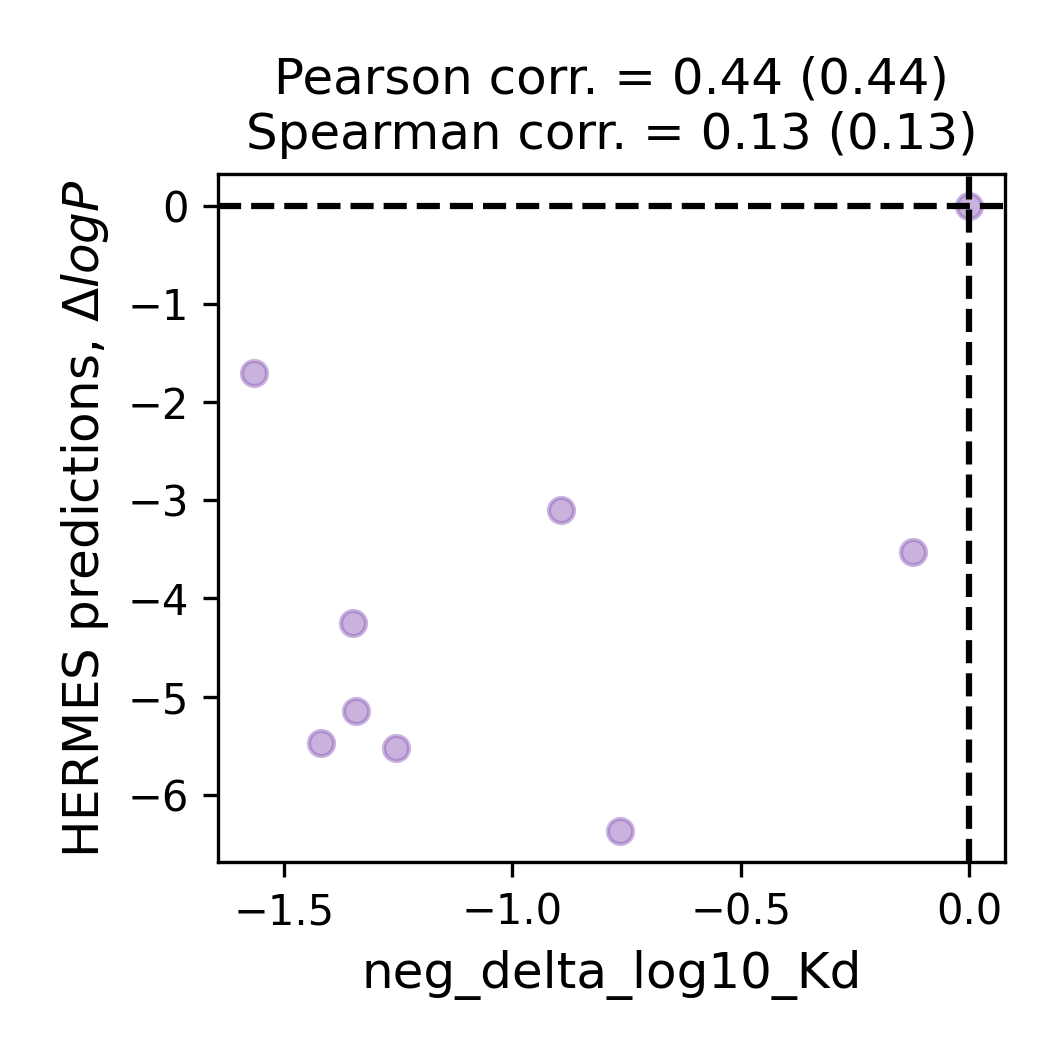 Pearson corr. = 0.44 (0.44)
Spearman corr. = 0.13 (0.13)
HERMES predictions, ΔlogP
0
−1
−2
−3
−4
−5
−6
−1.5
−1.0
−0.5
0.0
neg_delta_log10_Kd